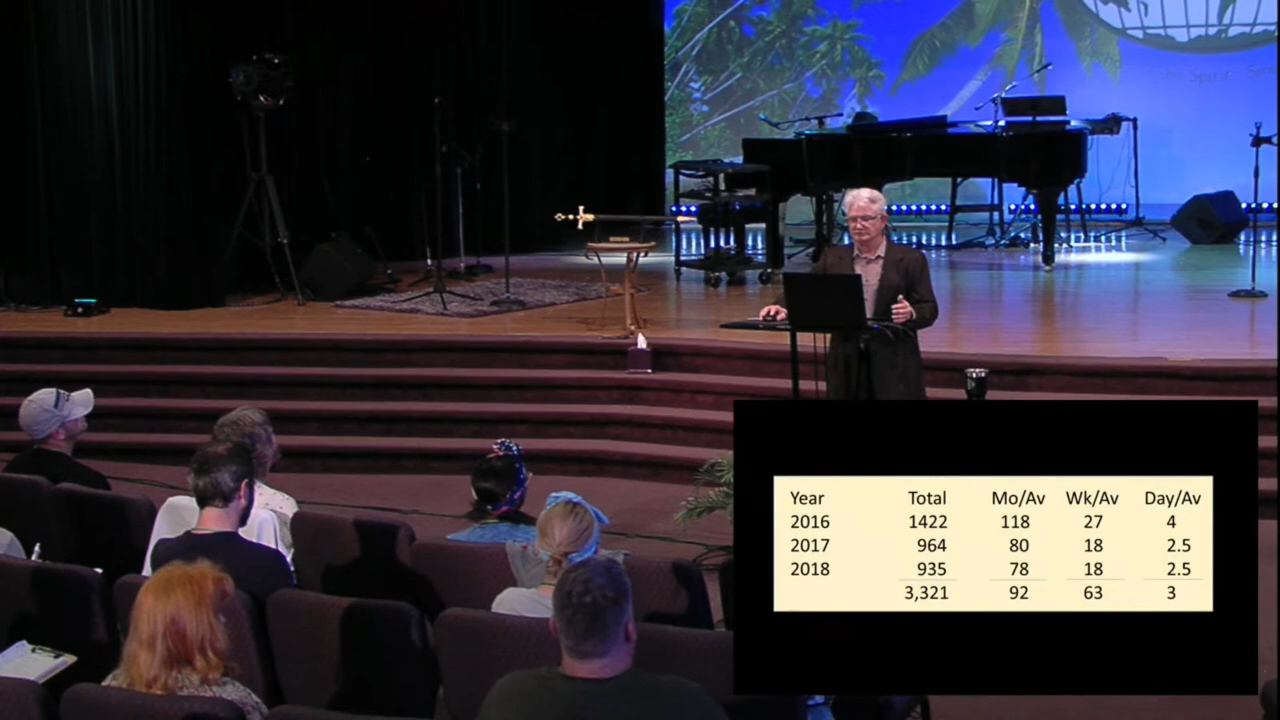 Spirit
Year Total Mo/Av Wk/Av Day/Av
2016 1422 118 27 4
2017 964 80 18 2.5
2018 935 78 18 2.5
3,321 92 63 3